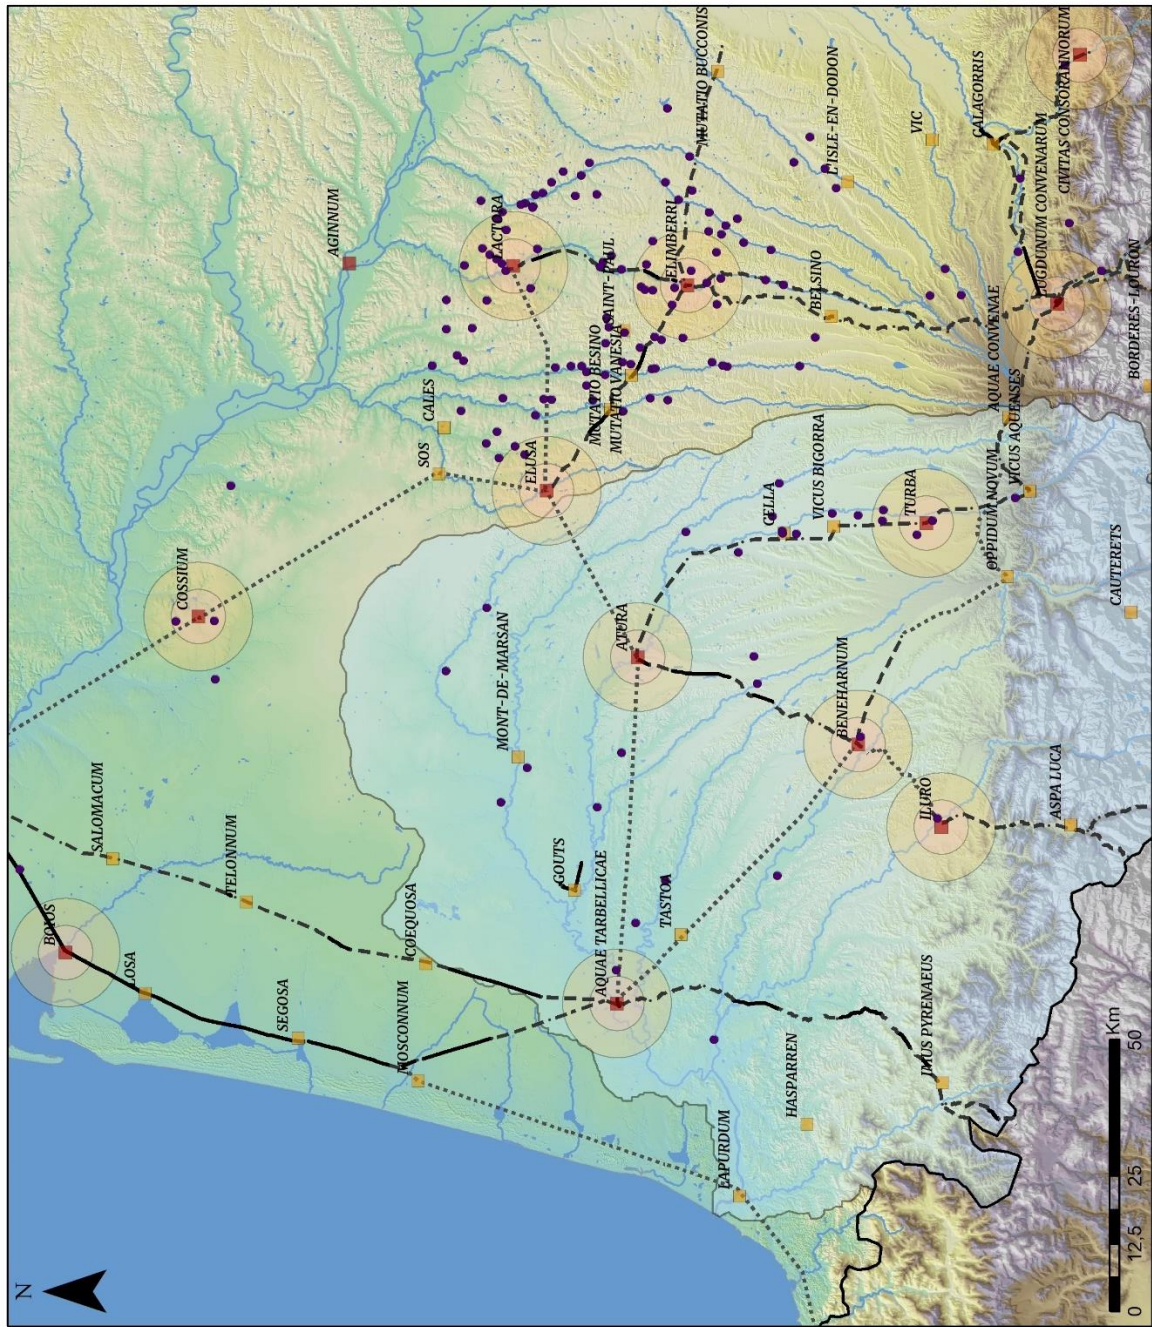 N
BOIOS
LOSA
SALOMACUM
SEGOSA
TELONNUM
MOSCONNUM
COEQUOSA
COSSIUM
AGINIUM
SOS
CALES
LACTORA
ELUSA
MONT-DE-MARSAN
GOUTS
AQUAE TARBELLICAE
ATURA
MUTATIO BESINO
MUTATIO VANESIA
SAINT-PAUL
ELIMBERRI
MUTATIO BUCCONIS
TASTOA
LAPURDUM
HASPARREN
BENEHARNUM
CELLA
VICUS BIGORRA
BELSINO
L'ISLE-EN-DODON
VIC
TURBA
ILURO
IMUS PYRENAEUS
OPPIDUM NOVUM
VICUS AQUENSES
AQUAE CONVENAE
LUGDUNUM CONVENARUM
CALAGORRIS
CIVITAS CONSORANNORUM
ASPA LUCA
CAUTERETS
BORDERES-LOURON
0 12,5 25 50 Km